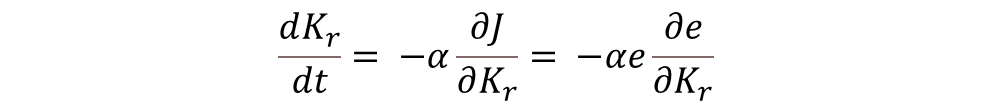 dK_r/dt = −α ∂J/∂K_r = −αe ∂e/∂K_r